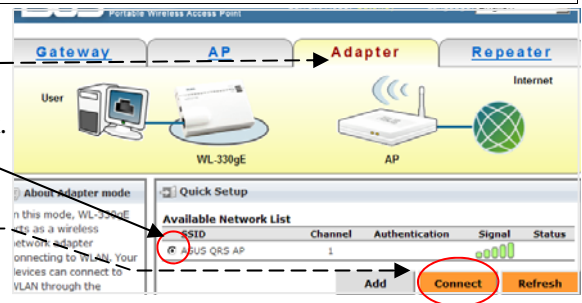 Portable Wireless Access Point
Gateway AP Adapter Repeater
User
Internet
WL-330gE AP
About Adapter mode
In this mode, WL-330gE
acts as a wireless
network adapter
connecting to WLAN. Your
devices can connect to
WLAN through the
Quick Setup
Available Network List
SSID Channel Authentication Signal Status
ASUS QRS AP 1
Add Connect Refresh